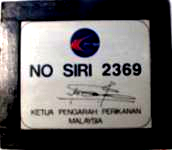 NO SIRI 2369
KETUA PENGARAH PERIKANAN
MALAYSIA